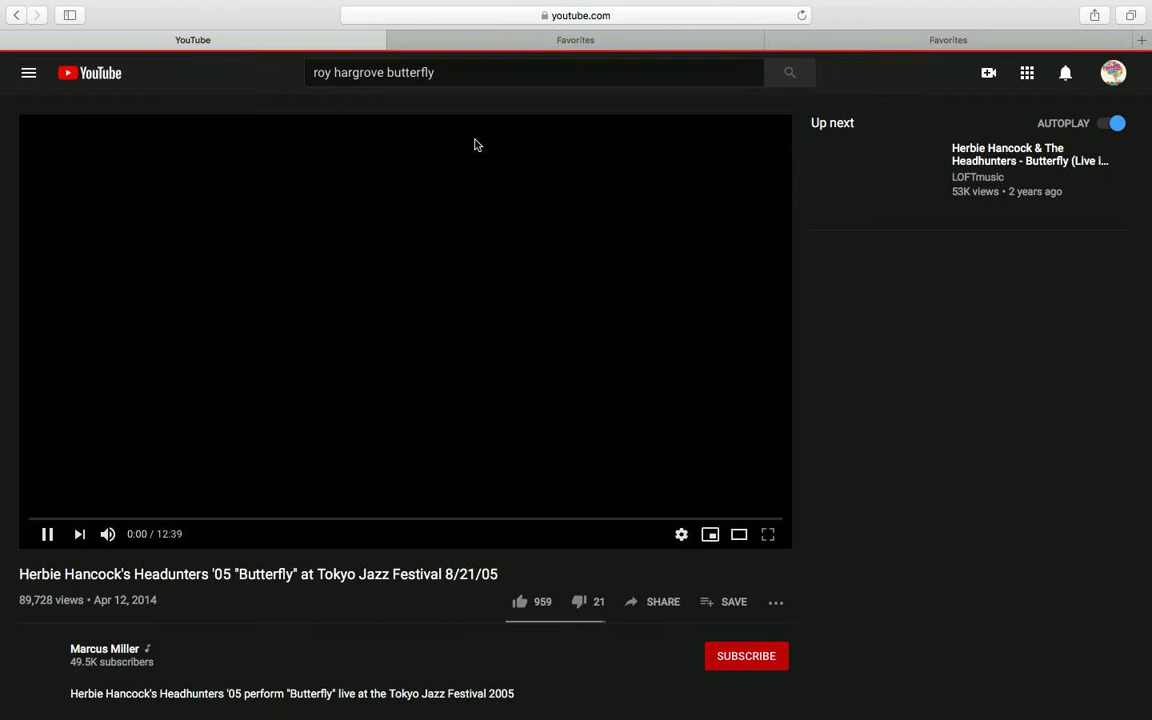 youtube.com
YouTube
Favorites
Favorites
YouTube
roy hargrove butterfly
Up next
AUTOPLAY
Herbie Hancock & The
Headhunters - Butterfly (Live i...
LOFTmusic
53K views • 2 years ago
0:00 / 12:39
Herbie Hancock's Headunters '05 "Butterfly" at Tokyo Jazz Festival 8/21/05
89,728 views • Apr 12, 2014
959
21
SHARE
SAVE
Marcus Miller
49.5K subscribers
SUBSCRIBE
Herbie Hancock's Headhunters '05 perform "Butterfly" live at the Tokyo Jazz Festival 2005